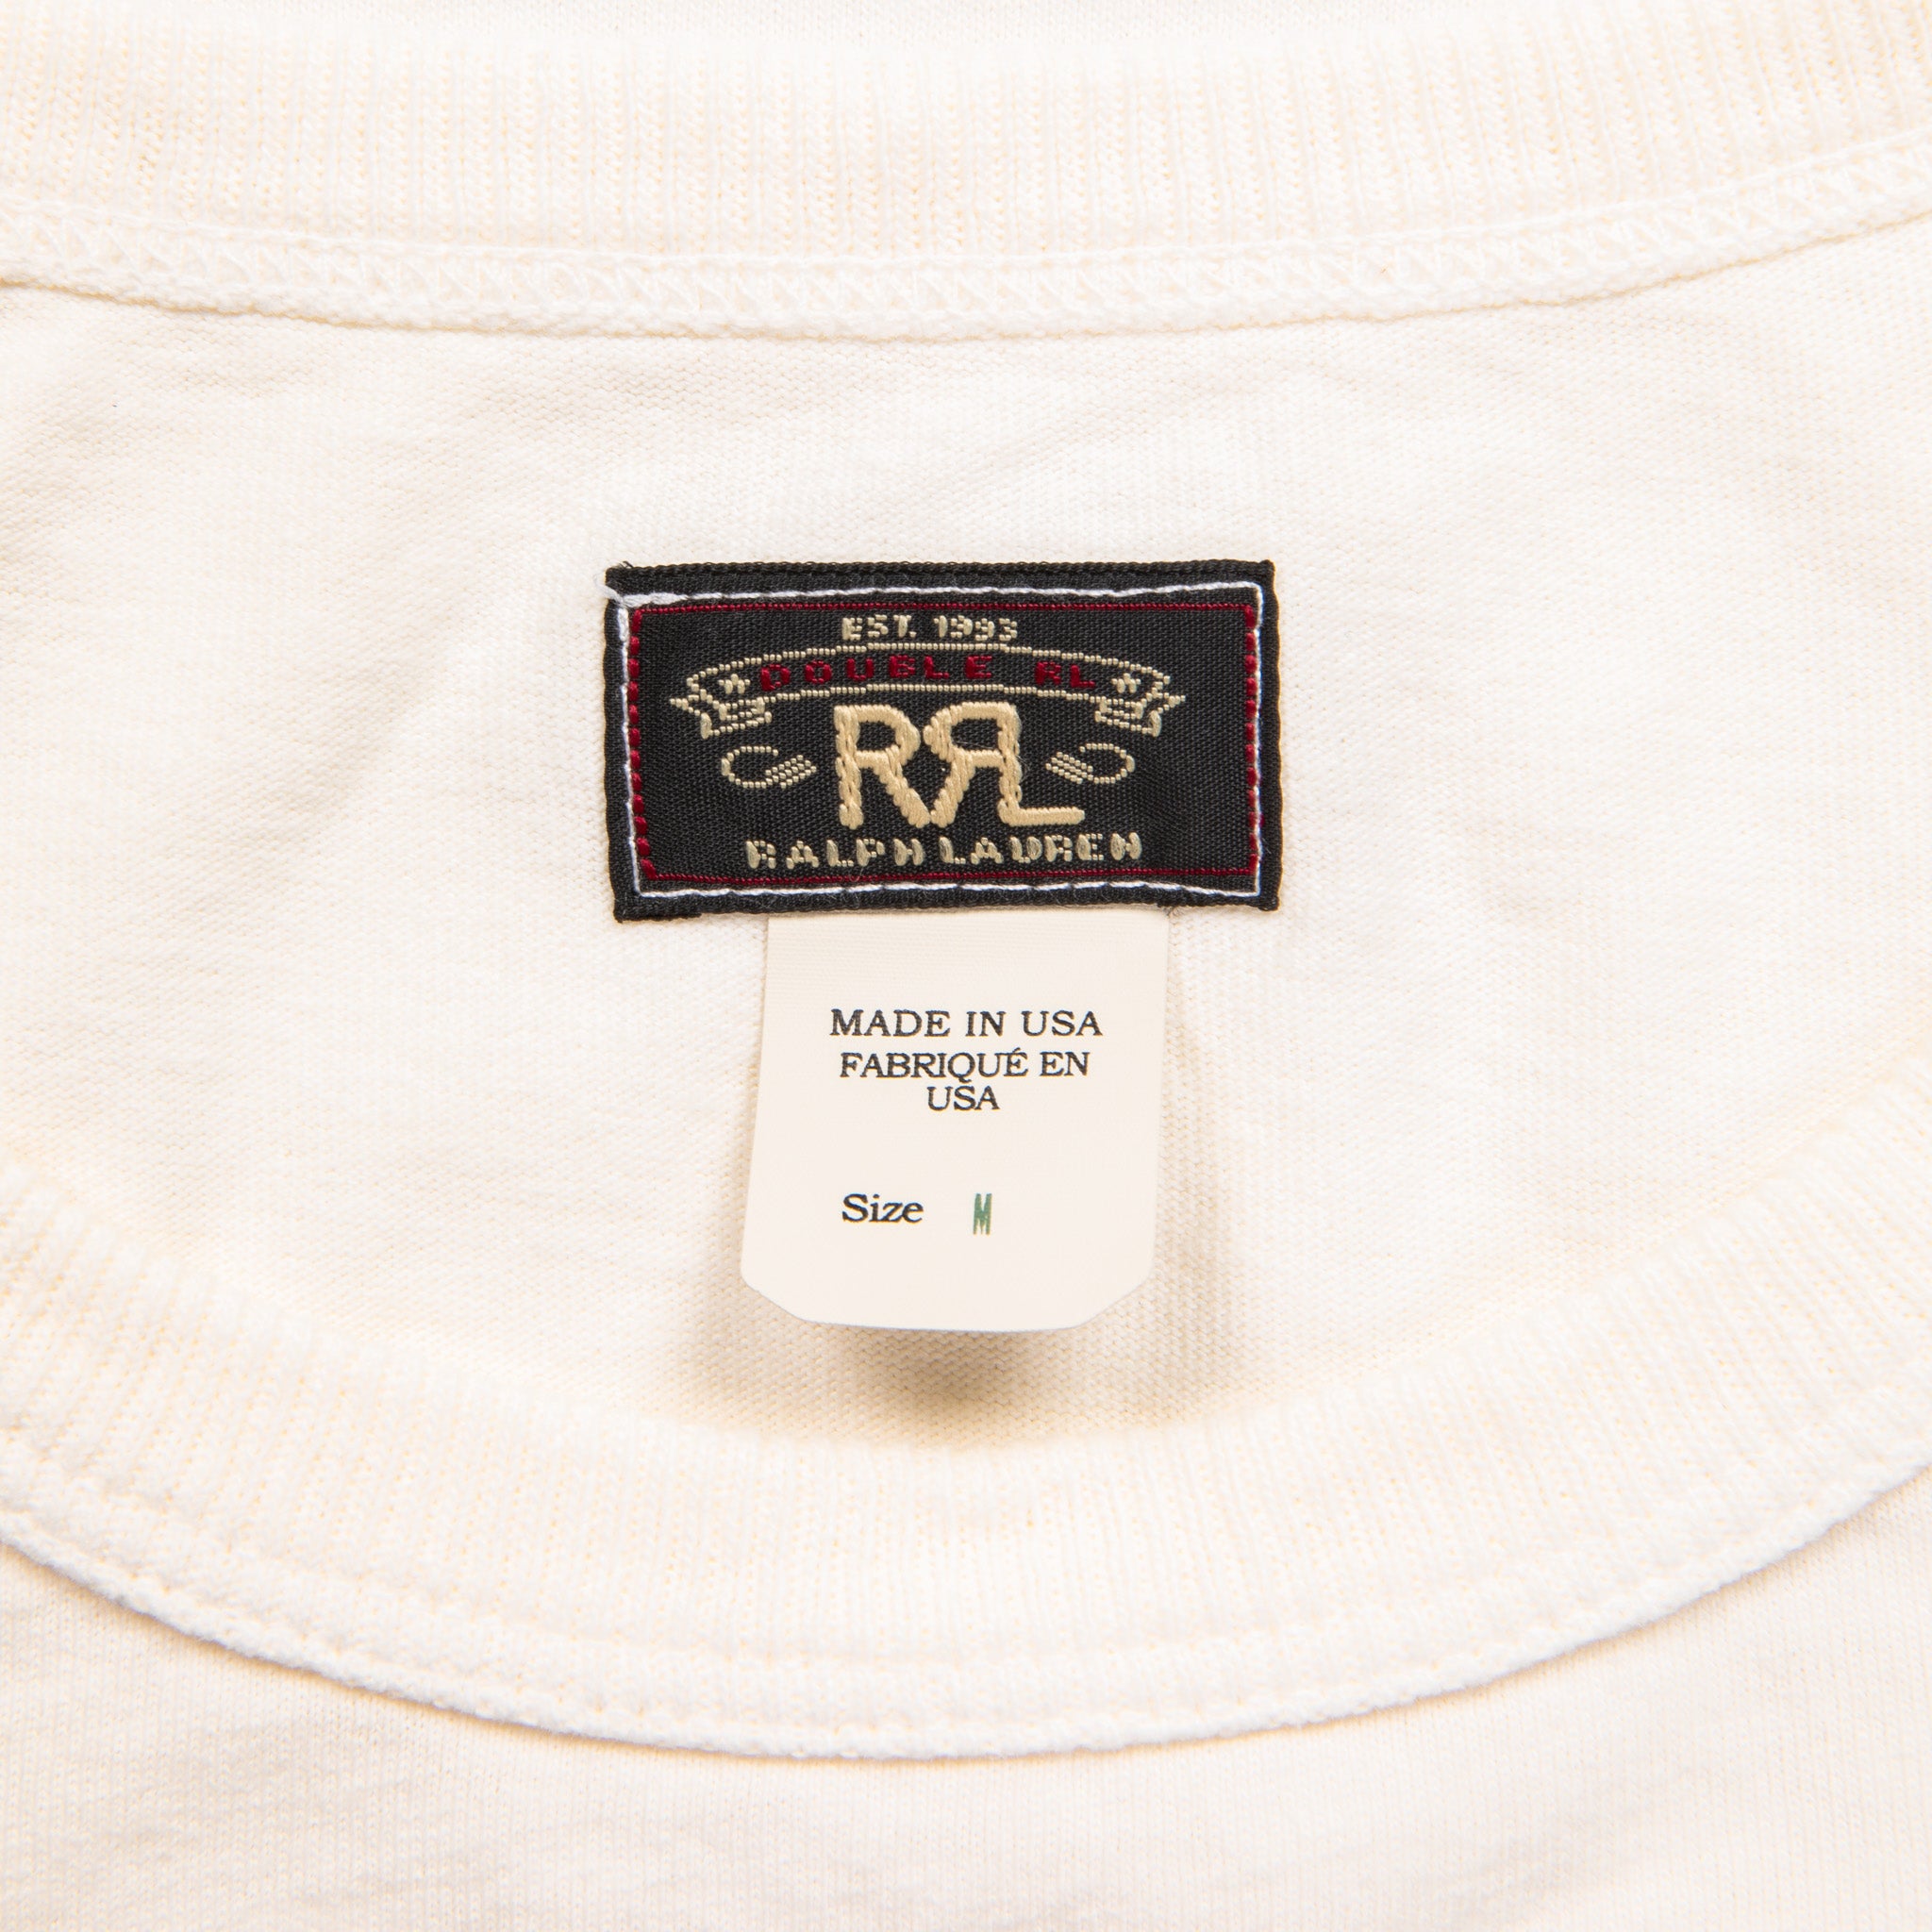 EST. 1993
DOUBLE RL
RRL
RALPH LAUREN
MADE IN USA
FABRIQUÉ EN
USA
Size M